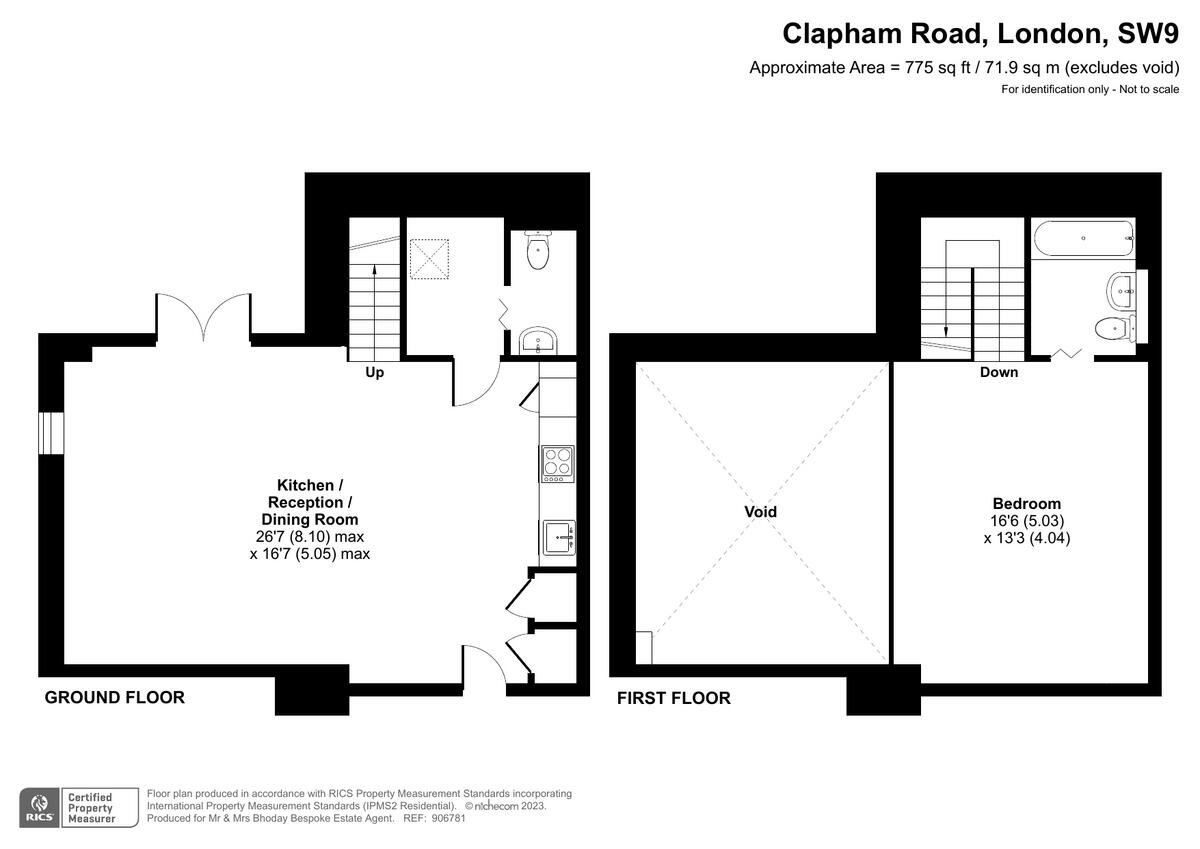 Clapham Road, London, SW9
Approximate Area = 775 sq ft / 71.9 sq m (excludes void)
For identification only - Not to scale
Up
Kitchen /
Reception /
Dining Room
26'7 (8.10) max
x 16'7 (5.05) max
GROUND FLOOR
Down
Void
Bedroom
16'6 (5.03)
x 13'3 (4.04)
FIRST FLOOR
RICS
Certified
Property
Measurer
Floor plan produced in accordance with RICS Property Measurement Standards incorporating
International Property Measurement Standards (IPMS2 Residential). © nichecom 2023.
Produced for Mr & Mrs Bhoday Bespoke Estate Agent. REF: 906781